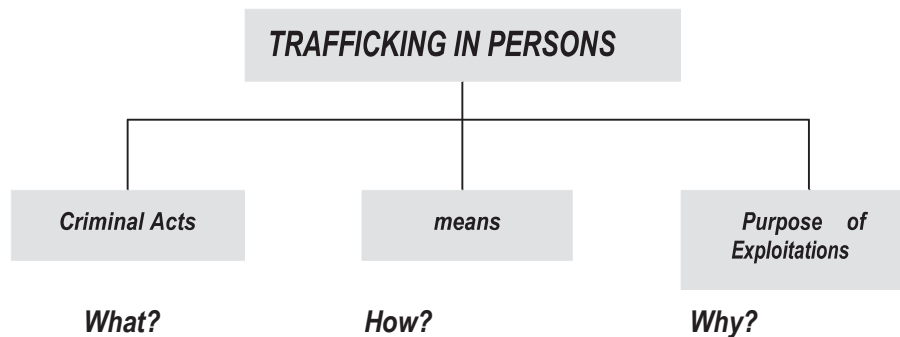 TRAFFICKING IN PERSONS
Criminal Acts
means
Purpose of
Exploitations
What?
How?
Why?